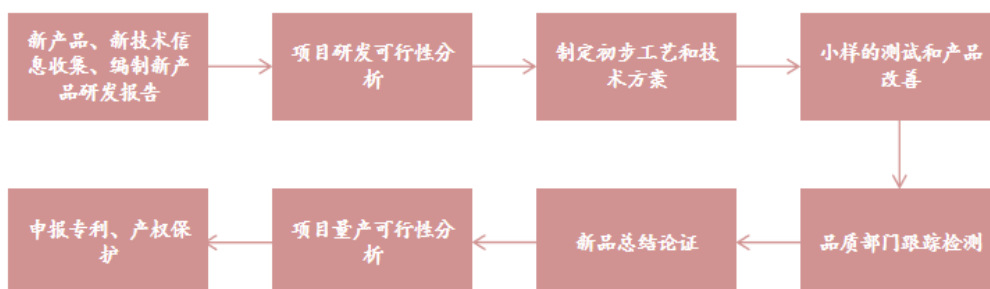 新产品、新技术信
息收集、编制新产
品研发报告
项目研发可行性分
析
制定初步工艺和技
术方案
小样的测试和产品
改善
品质部门跟踪检测
新品总结论证
项目量产可行性分
析
申报专利、产权保
护